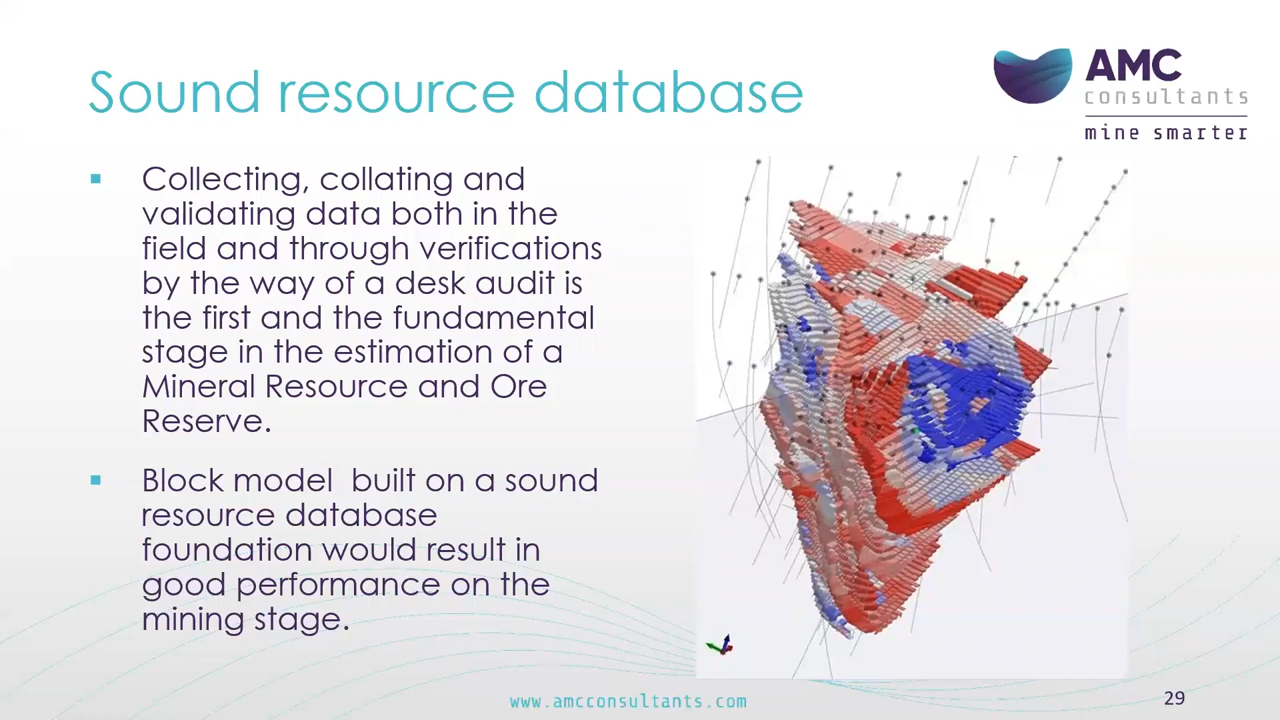 Sound resource database
AMC
consultants
mine smarter
▪ Collecting, collating and
validating data both in the
field and through verifications
by the way of a desk audit is
the first and the fundamental
stage in the estimation of a
Mineral Resource and Ore
Reserve.
▪ Block model  built on a sound
resource database
foundation would result in
good performance on the
mining stage.
www.amcconsultants.com
29